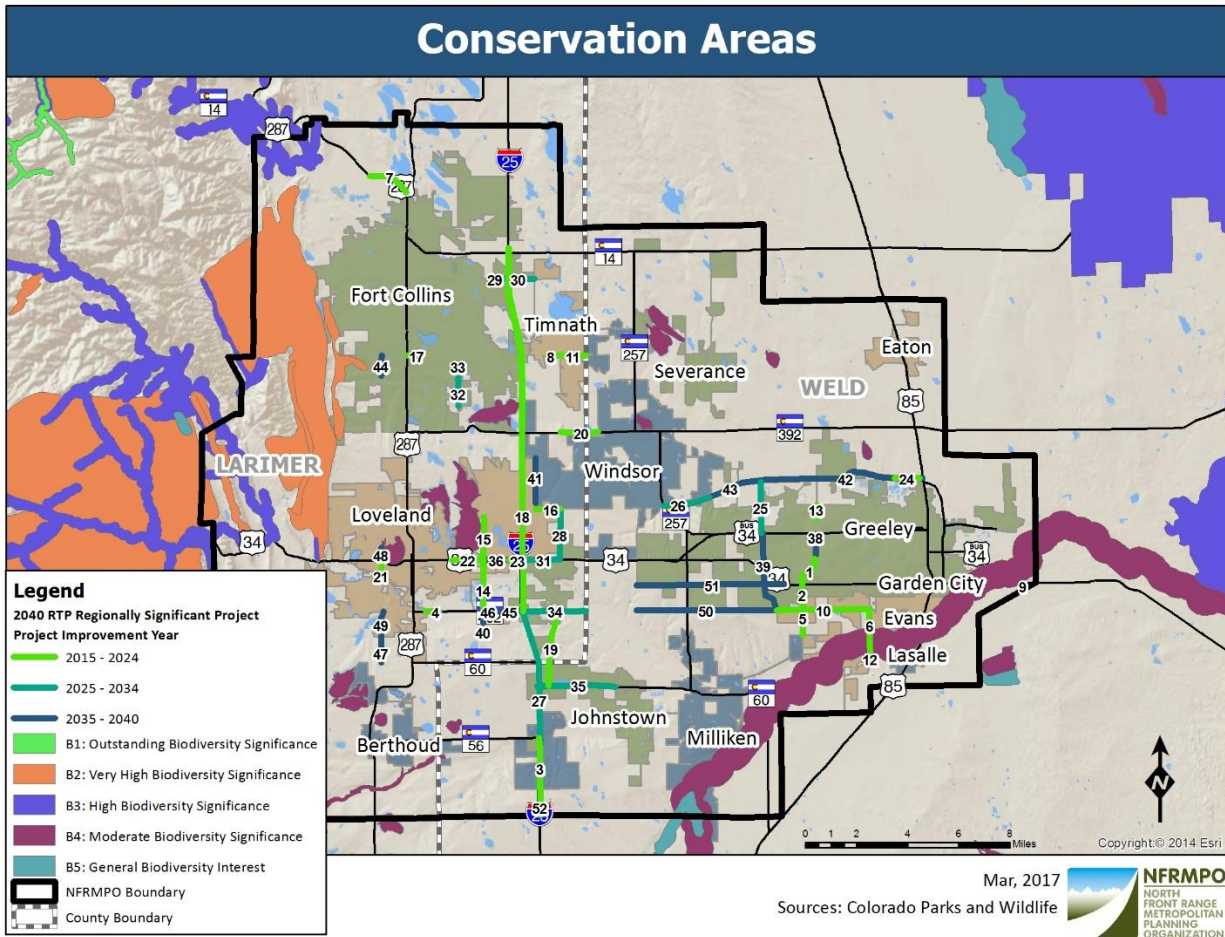 Conservation Areas
14
287
25
7
287
14
29 30
Fort Collins
Timnath
257
Eaton
8 11
17
44
33
32
Severance
WELD
85
392
20
287
LARIMER
Windsor
41
43
42
24
26
25
257
16
13
Loveland
18
28
Greeley
BUS
34
34
15
25
38
48
21
22
36
23 31
34
39
34
BUS
34
51
1
Garden City
9
14
2
50
10
Evans
4
46 45
34
5
6
49
40
47
287
60
19
12
Lasalle
85
35
60
27
Johnstown
Milliken
Berthoud
56
3
52
Legend
2040 RTP Regionally Significant Project
Project Improvement Year
2015 - 2024
2025 - 2034
2035 - 2040
B1: Outstanding Biodiversity Significance
B2: Very High Biodiversity Significance
B3: High Biodiversity Significance
B4: Moderate Biodiversity Significance
B5: General Biodiversity Interest
NFRMPO Boundary
County Boundary
N
0 1 2 4 6 8
Miles
Copyright:© 2014 Esri
Mar, 2017
Sources: Colorado Parks and Wildlife
NFRMPO
NORTH
FRONT RANGE
METROPOLITAN
PLANNING
ORGANIZATION